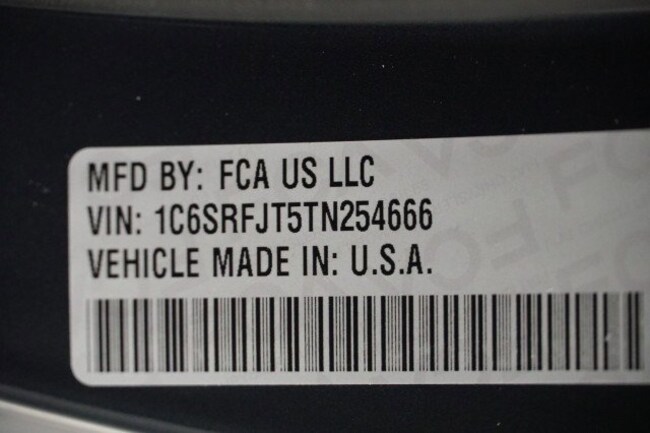 MFD BY: FCA US LLC
VIN: 1C6SRFJT5TN254666
VEHICLE MADE IN: U.S.A.